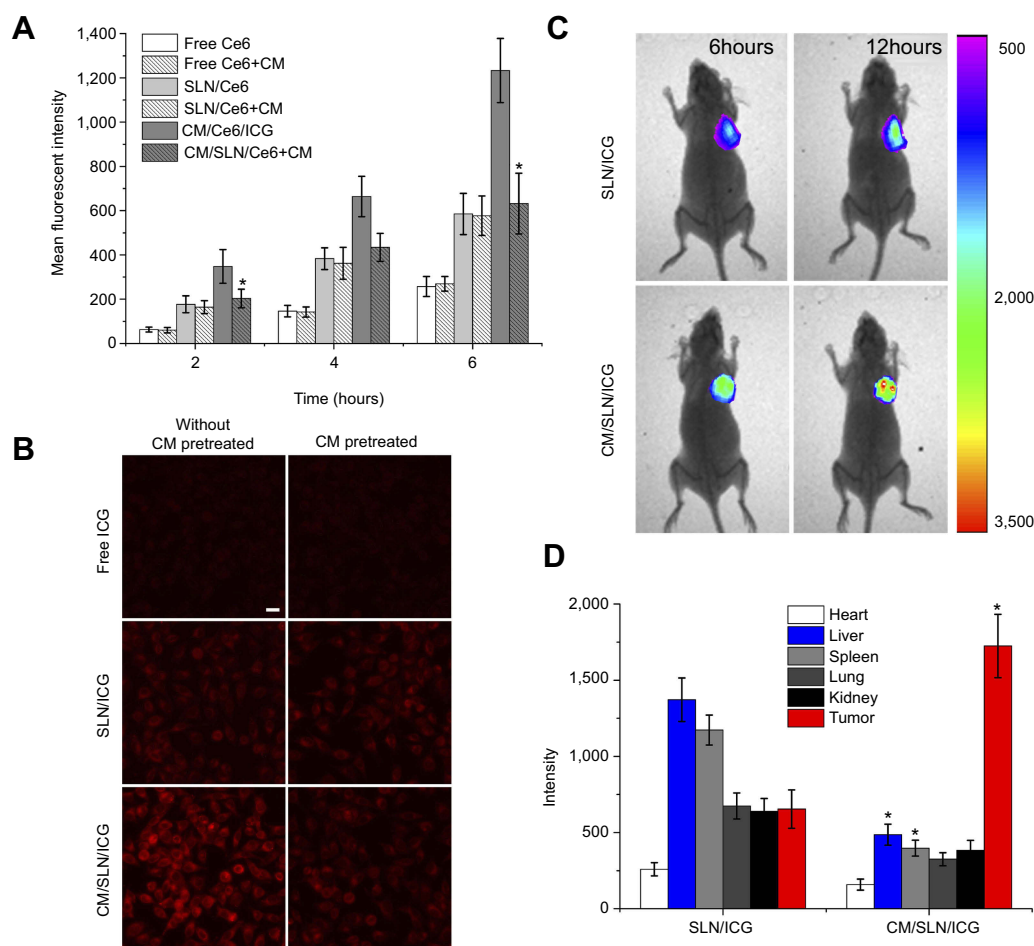 A
1,400
1,200
1,000
800
600
400
200
0
Mean fluorescent intensity
Free Ce6
Free Ce6+CM
SLN/Ce6
SLN/Ce6+CM
CM/Ce6/ICG
CM/SLN/Ce6+CM
*
*
2
4
6
Time (hours)
B
Without
CM pretreated
CM pretreated
Free ICG
SLN/ICG
CM/SLN/ICG
C
6hours
12hours
SLN/ICG
CM/SLN/ICG
500
2,000
3,500
D
2,000
1,500
1,000
500
0
Intensity
Heart
Liver
Spleen
Lung
Kidney
Tumor
*
*
*
SLN/ICG
CM/SLN/ICG